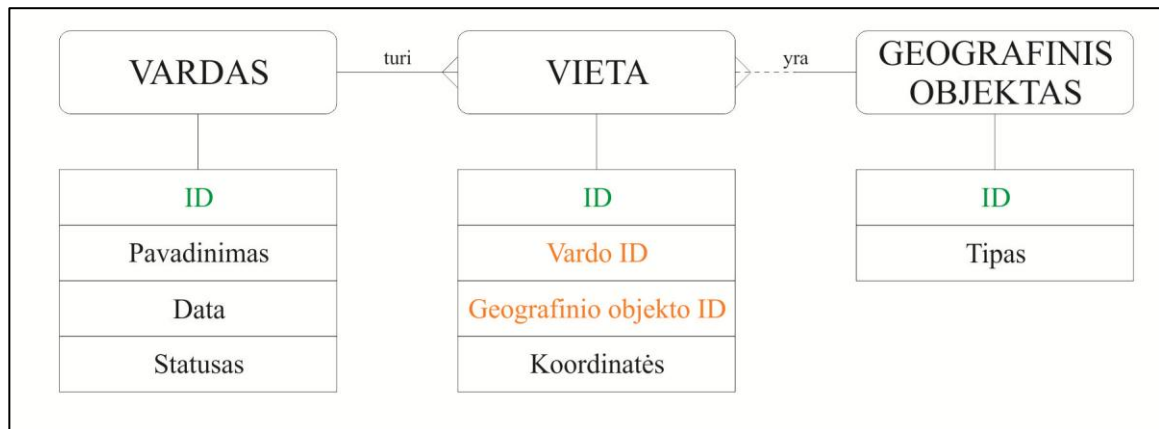 VARDAS
turi
VIETA
yra
GEOGRAFINIS
OBJEKTAS
ID
Pavadinimas
Data
Statusas
ID
Vardo ID
Geografinio objekto ID
Koordinatės
ID
Tipas